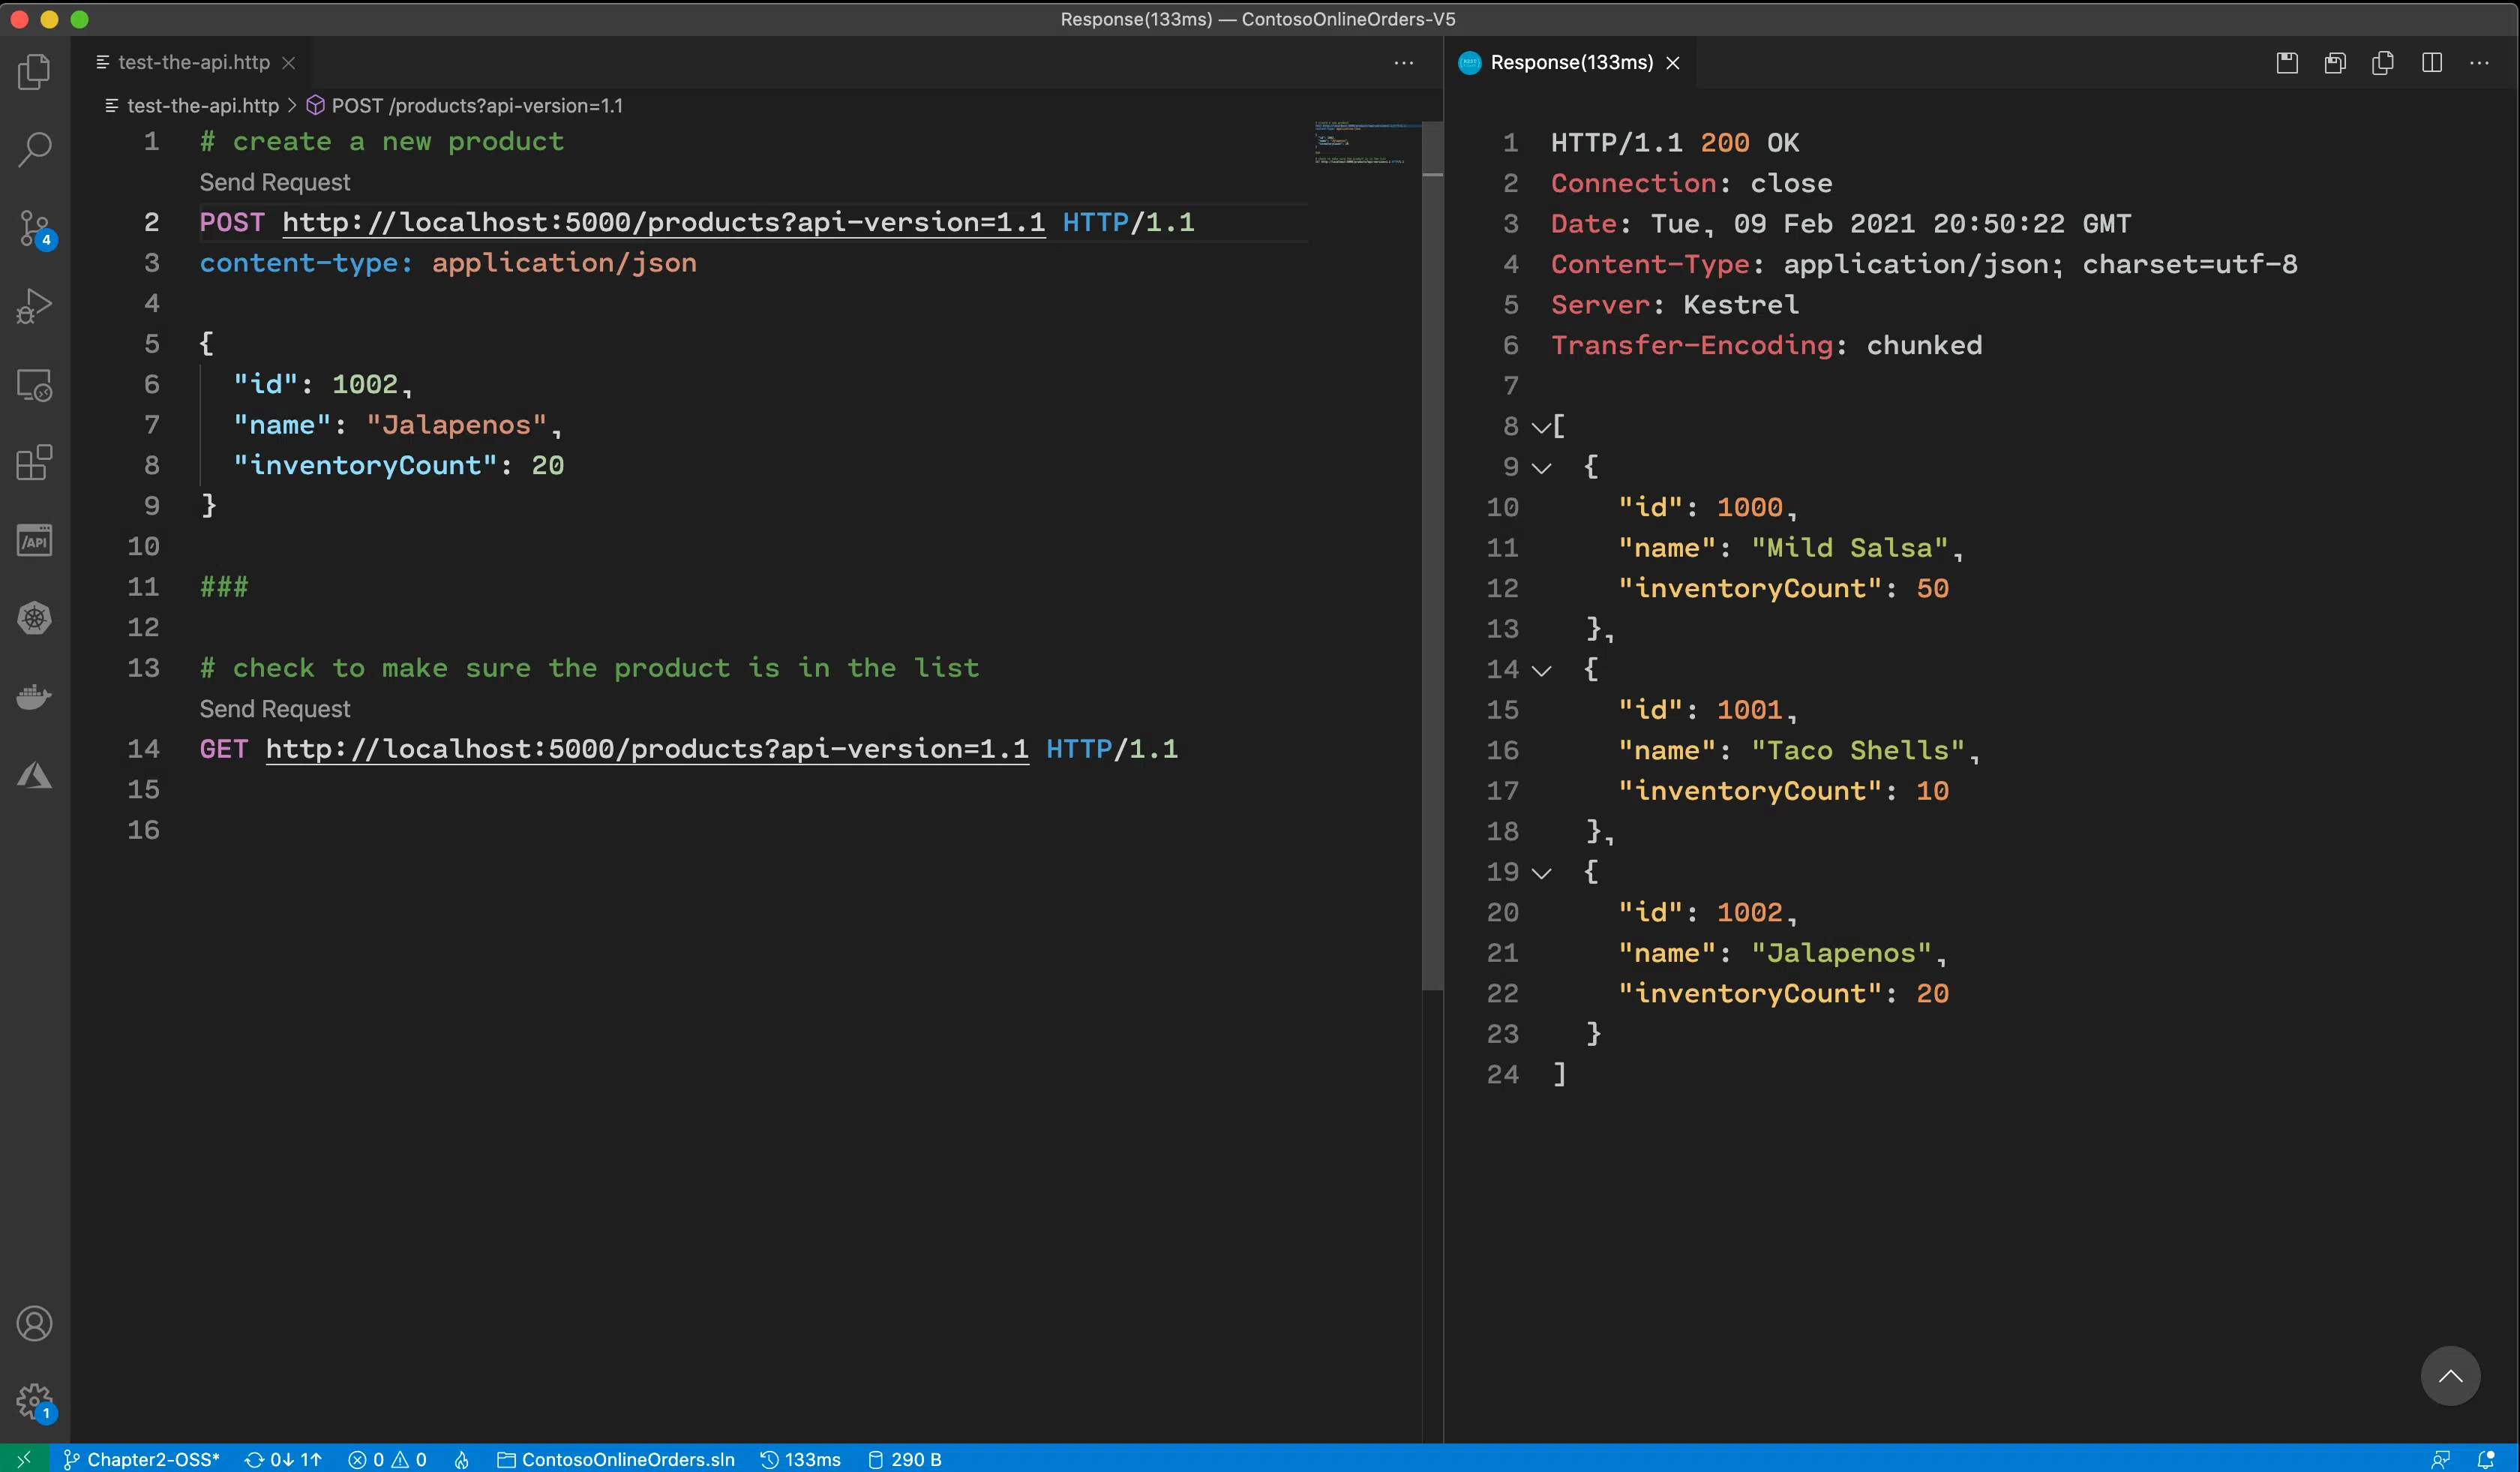 Response(133ms) — ContosoOnlineOrders-V5
test-the-api.http
test-the-api.http > POST /products?api-version=1.1
1 # create a new product
Send Request
2 POST http://localhost:5000/products?api-version=1.1 HTTP/1.1
3 content-type: application/json
4
5 {
6 "id": 1002,
7 "name": "Jalapenos",
8 "inventoryCount": 20
9 }
10
11 ###
12
13 # check to make sure the product is in the list
Send Request
14 GET http://localhost:5000/products?api-version=1.1 HTTP/1.1
15
16
Response(133ms)
1 HTTP/1.1 200 OK
2 Connection: close
3 Date: Tue, 09 Feb 2021 20:50:22 GMT
4 Content-Type: application/json; charset=utf-8
5 Server: Kestrel
6 Transfer-Encoding: chunked
7
8 [
9 {
10 "id": 1000,
11 "name": "Mild Salsa",
12 "inventoryCount": 50
13 },
14 {
15 "id": 1001,
16 "name": "Taco Shells",
17 "inventoryCount": 10
18 },
19 {
20 "id": 1002,
21 "name": "Jalapenos",
22 "inventoryCount": 20
23 }
24 ]
4
/API
1
Chapter2-OSS* 0↓ 1↑ 0 0 ContosoOnlineOrders.sln 133ms 290 B